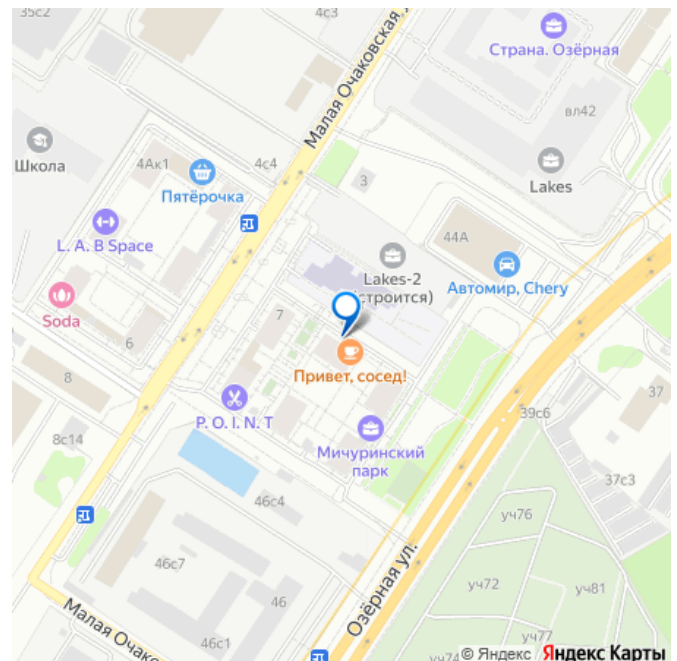 35с2
4с3
Страна. Озёрная
Малая Очаковская у
вл42
Школа
4Ак1
4с4
Пятёрочка
3
Lakes
L. A. B Space
44А
Lakes-2
строится)
Автомир, Chery
Soda
7
6
Привет, сосед!
8
P. O. I. N. T
37
39с6
Мичуринский
парк
8с14
46с4
37с3
уч76
46с7
Озёрная ул.
уч72
уч81
46
Малая Очако
46с1
уч77
уч74
© Яндекс Яндекс Карты